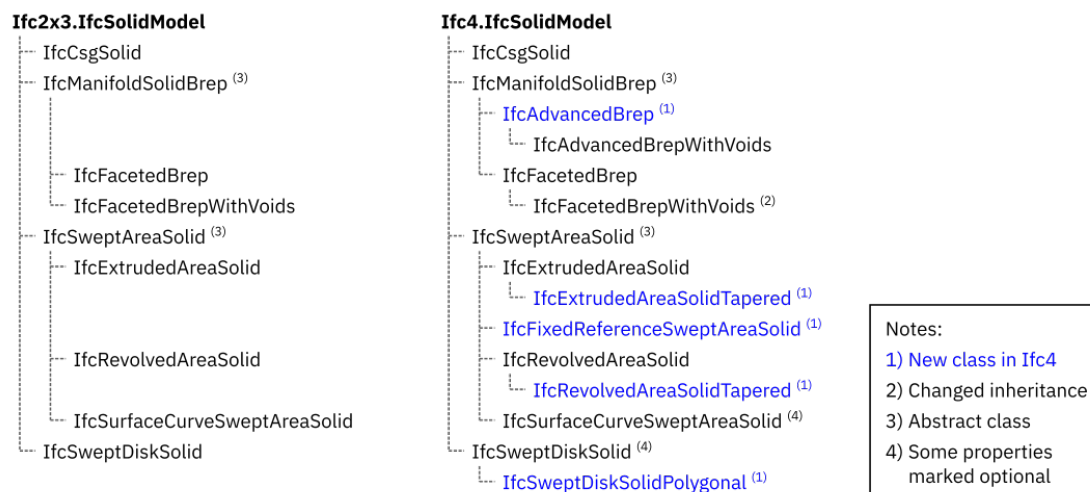 Ifc2x3.IfcSolidModel
IfcCsgSolid
IfcManifoldSolidBrep (3)
IfcFacetedBrep
IfcFacetedBrepWithVoids
IfcSweptAreaSolid (3)
IfcExtrudedAreaSolid
IfcRevolvedAreaSolid
IfcSurfaceCurveSweptAreaSolid
IfcSweptDiskSolid
Ifc4.IfcSolidModel
IfcCsgSolid
IfcManifoldSolidBrep (3)
IfcAdvancedBrep (1)
IfcAdvancedBrepWithVoids
IfcFacetedBrep
IfcFacetedBrepWithVoids (2)
IfcSweptAreaSolid (3)
IfcExtrudedAreaSolid
IfcExtrudedAreaSolidTapered (1)
IfcFixedReferenceSweptAreaSolid (1)
IfcRevolvedAreaSolid
IfcRevolvedAreaSolidTapered (1)
IfcSurfaceCurveSweptAreaSolid (4)
IfcSweptDiskSolid (4)
IfcSweptDiskSolidPolygonal (1)
Notes:
1) New class in Ifc4
2) Changed inheritance
3) Abstract class
4) Some properties
marked optional